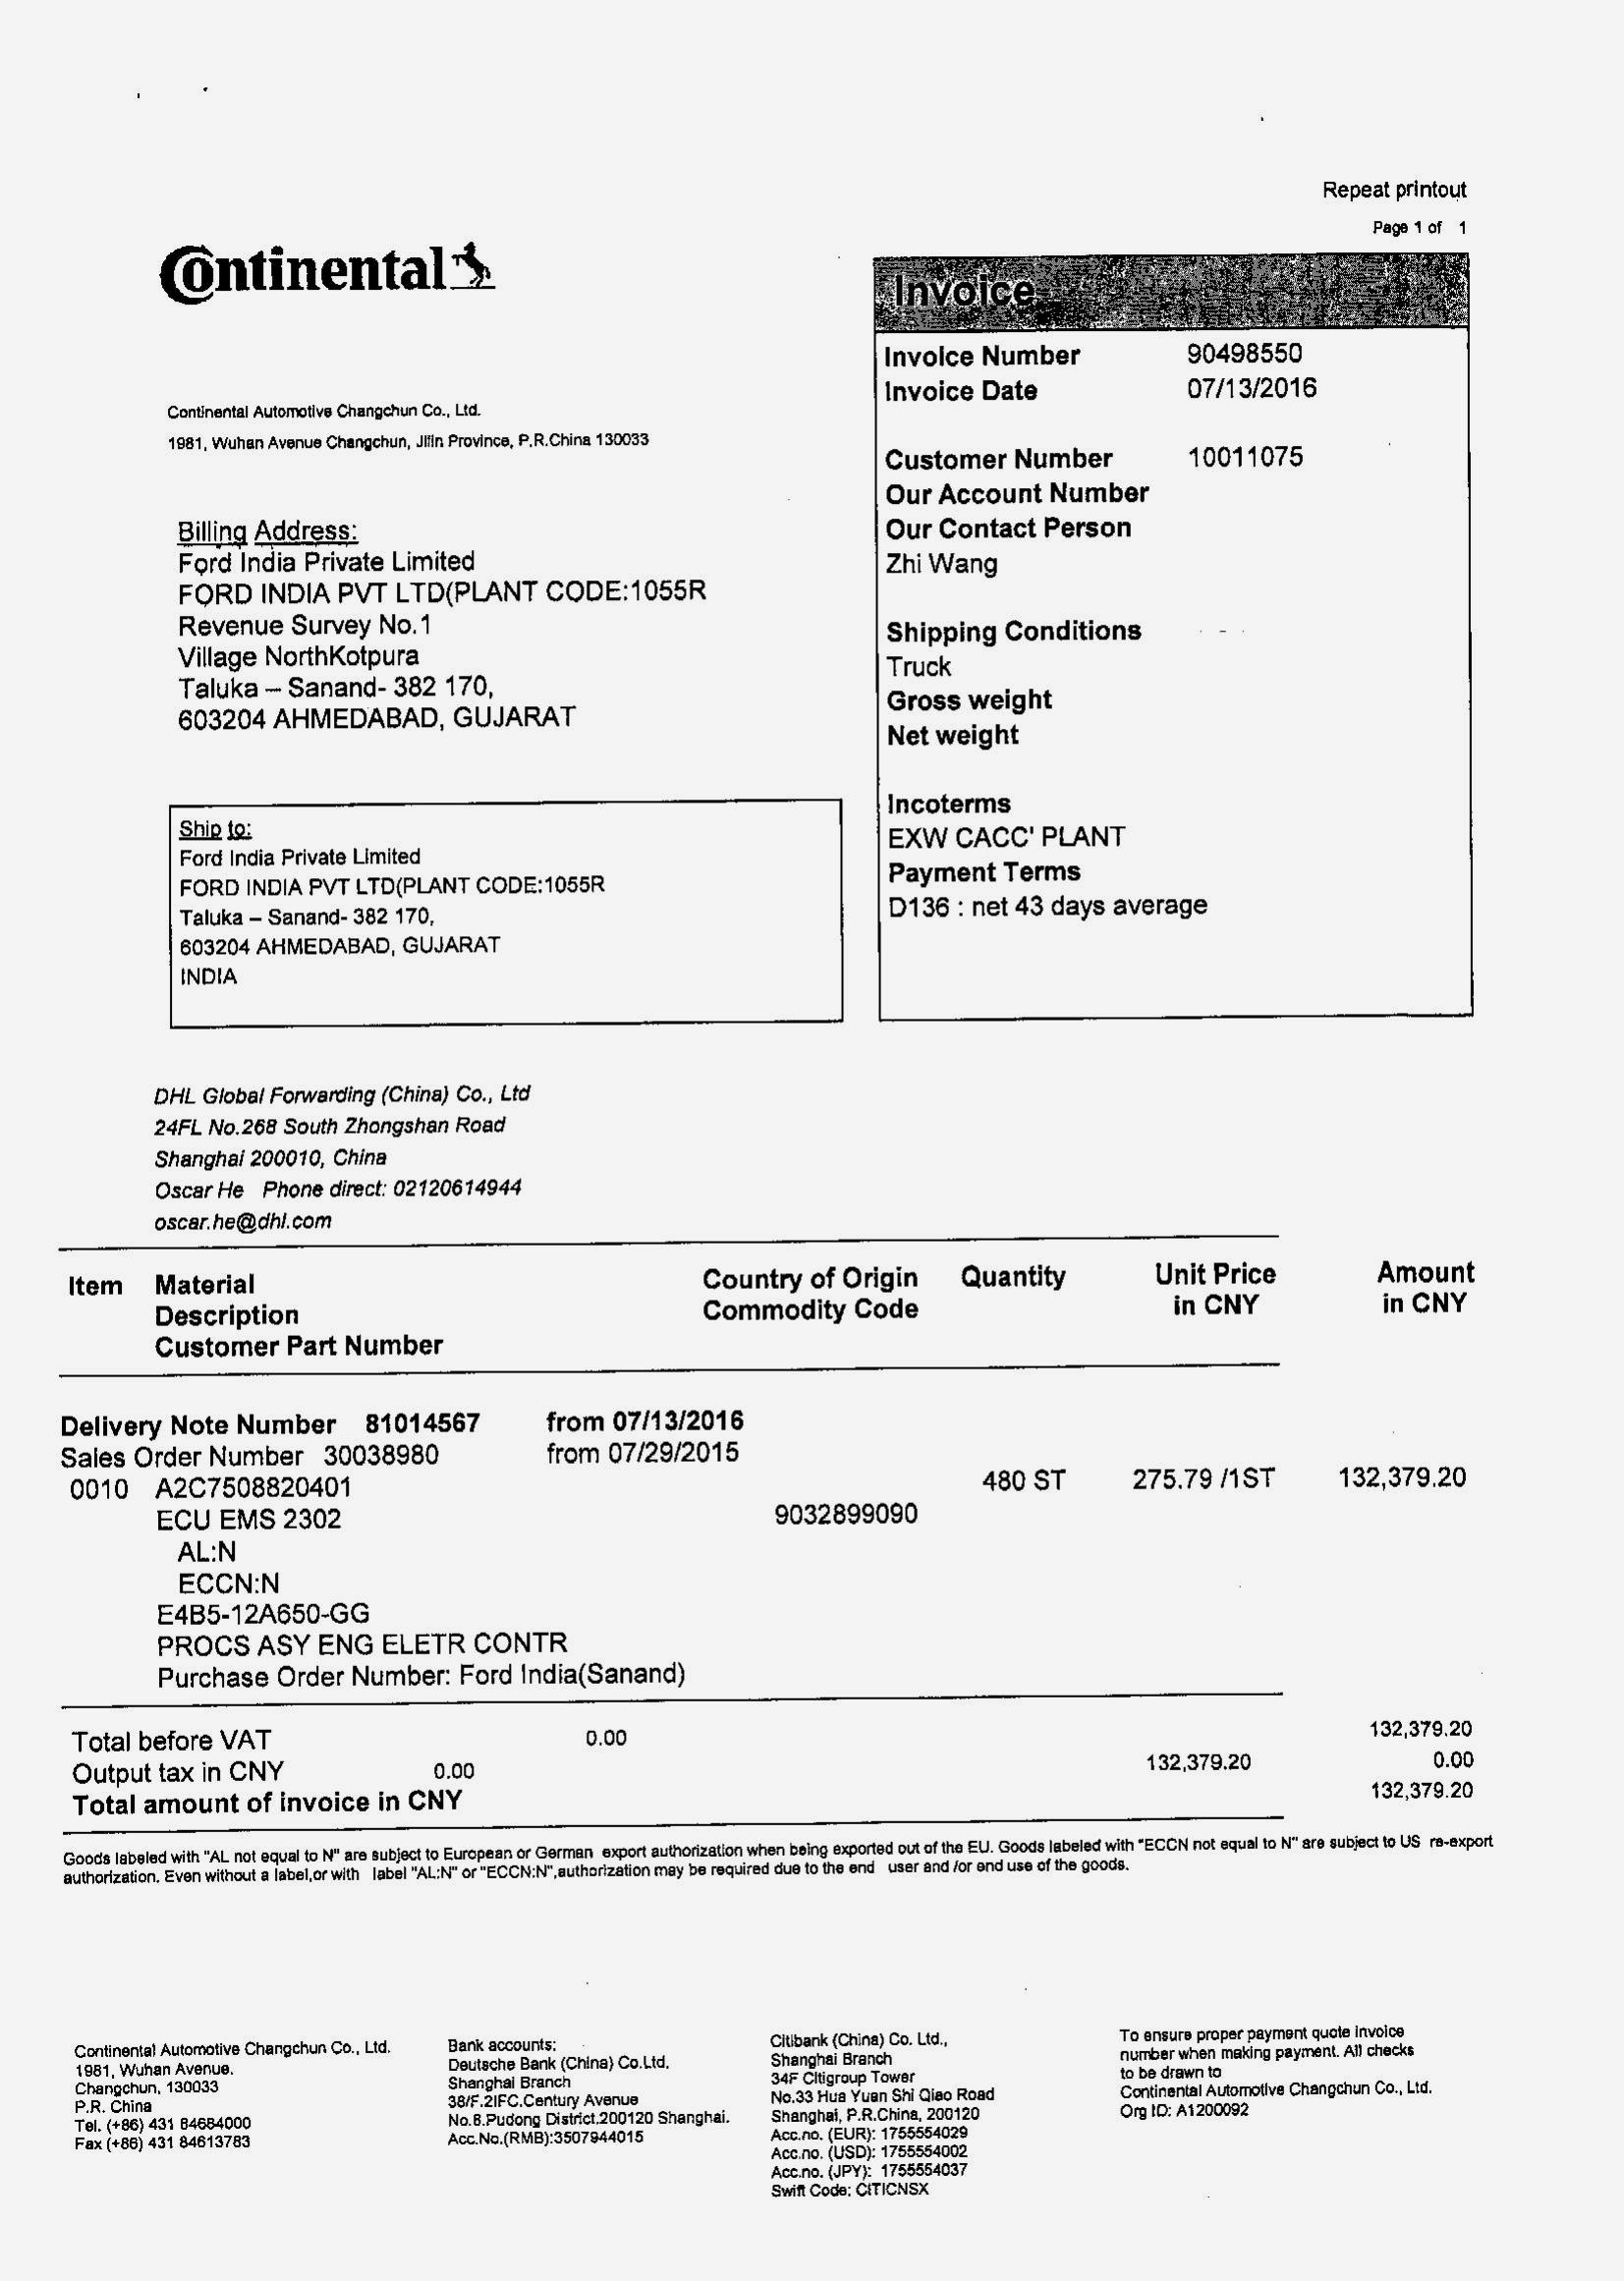 Repeat printout
Page 1 of 1
Continental
Invoice
Invoice Number 90498550
Invoice Date 07/13/2016
Continental Automotive Changchun Co., Ltd.
1981, Wuhan Avenue Changchun, Jilin Province, P.R.China 130033
Customer Number 10011075
Our Account Number
Our Contact Person
Zhi Wang
Billing Address:
Ford India Private Limited
FORD INDIA PVT LTD(PLANT CODE:1055R
Revenue Survey No.1
Village NorthKotpura
Taluka – Sanand- 382 170,
603204 AHMEDABAD, GUJARAT
Shipping Conditions
Truck
Gross weight
Net weight
Incoterms
EXW CACC' PLANT
Payment Terms
D136 : net 43 days average
Ship to:
Ford India Private Limited
FORD INDIA PVT LTD(PLANT CODE:1055R
Taluka – Sanand- 382 170,
603204 AHMEDABAD, GUJARAT
INDIA
DHL Global Forwarding (China) Co., Ltd
24FL No.268 South Zhongshan Road
Shanghai 200010, China
Oscar He Phone direct: 02120614944
oscar.he@dhl.com
Item Material Country of Origin Quantity Unit Price Amount
Description Commodity Code in CNY in CNY
Customer Part Number
Delivery Note Number 81014567 from 07/13/2016
Sales Order Number 30038980 from 07/29/2015
0010 A2C7508820401 480 ST 275.79 /1ST 132,379.20
ECU EMS 2302 9032899090
AL:N
ECCN:N
E4B5-12A650-GG
PROCS ASY ENG ELETR CONTR
Purchase Order Number: Ford India(Sanand)
Total before VAT 0.00 132,379.20
Output tax in CNY 0.00 132,379.20 0.00
Total amount of invoice in CNY 132,379.20
Goods labeled with "AL not equal to N" are subject to European or German export authorization when being exported out of the EU. Goods labeled with "ECCN not equal to N" are subject to US re-export
authorization. Even without a label,or with label "AL:N" or "ECCN:N",authorization may be required due to the end user and /or end use of the goods.
Continental Automotive Changchun Co., Ltd.
1981, Wuhan Avenue.
Changchun, 130033
P.R. China
Tel. (+86) 431 84684000
Fax (+86) 431 84613783
Bank accounts:
Deutsche Bank (China) Co.Ltd.
Shanghai Branch
38/F.2IFC.Century Avenue
No.8.Pudong District.200120 Shanghai.
Acc.No.(RMB):3507944015
Citibank (China) Co. Ltd.,
Shanghai Branch
34F Citigroup Tower
No.33 Hua Yuan Shi Qiao Road
Shanghai, P.R.China, 200120
Acc.no. (EUR): 1755554029
Acc.no. (USD): 1755554002
Acc.no. (JPY): 1755554037
Swift Code: CITICNSX
To ensure proper payment quote invoice
number when making payment. All checks
to be drawn to
Continental Automotive Changchun Co., Ltd.
Org ID: A1200092